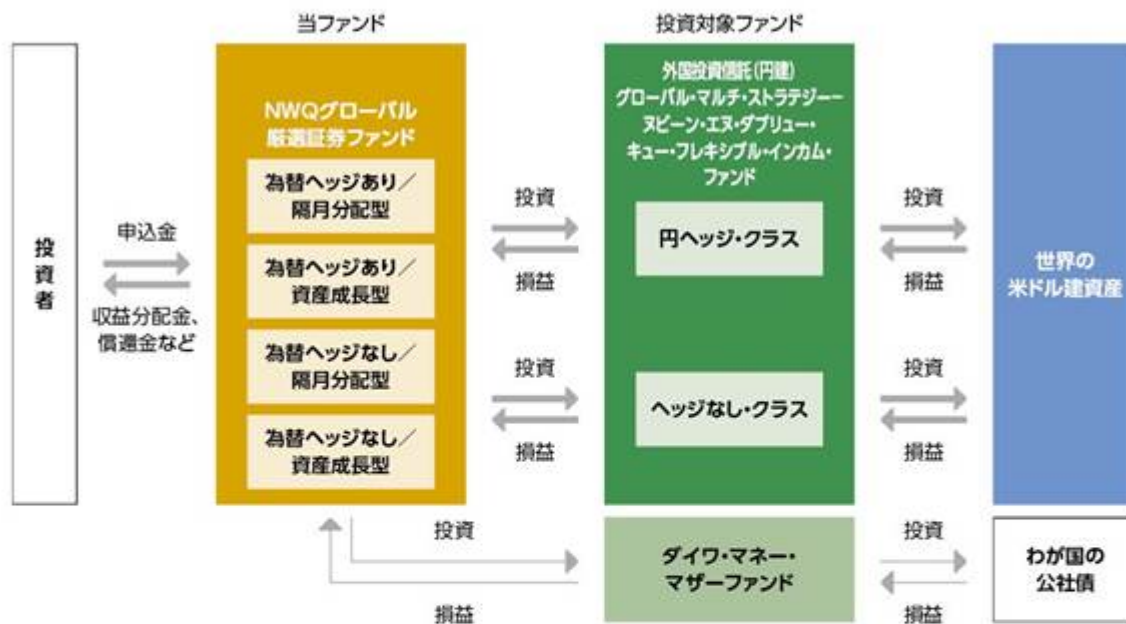 当ファンド
投資対象ファンド
投資者
申込金
収益分配金、
償還金など
NWQグローバル
厳選証券ファンド
為替ヘッジあり／
隔月分配型
為替ヘッジあり／
資産成長型
為替ヘッジなし／
隔月分配型
為替ヘッジなし／
資産成長型
投資
損益
投資
損益
外国投資信託(円建)
グローバル・マルチ・ストラテジー－
ヌビーン・エヌ・ダブリュー・
キュー・フレキシブル・インカム・
ファンド
円ヘッジ・クラス
ヘッジなし・クラス
投資
損益
投資
損益
世界の
米ドル建資産
投資
損益
ダイワ・マネー・
マザーファンド
投資
損益
わが国の
公社債